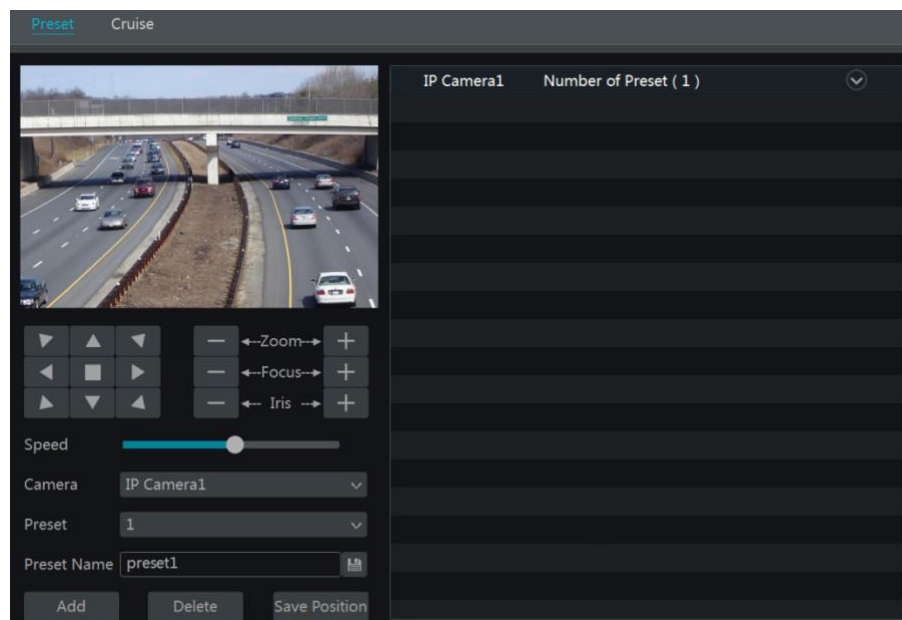 Preset Cruise
IP Camera1 Number of Preset ( 1 )
Zoom
Focus
Iris
Speed
Camera IP Camera1
Preset 1
Preset Name preset1
Add Delete Save Position